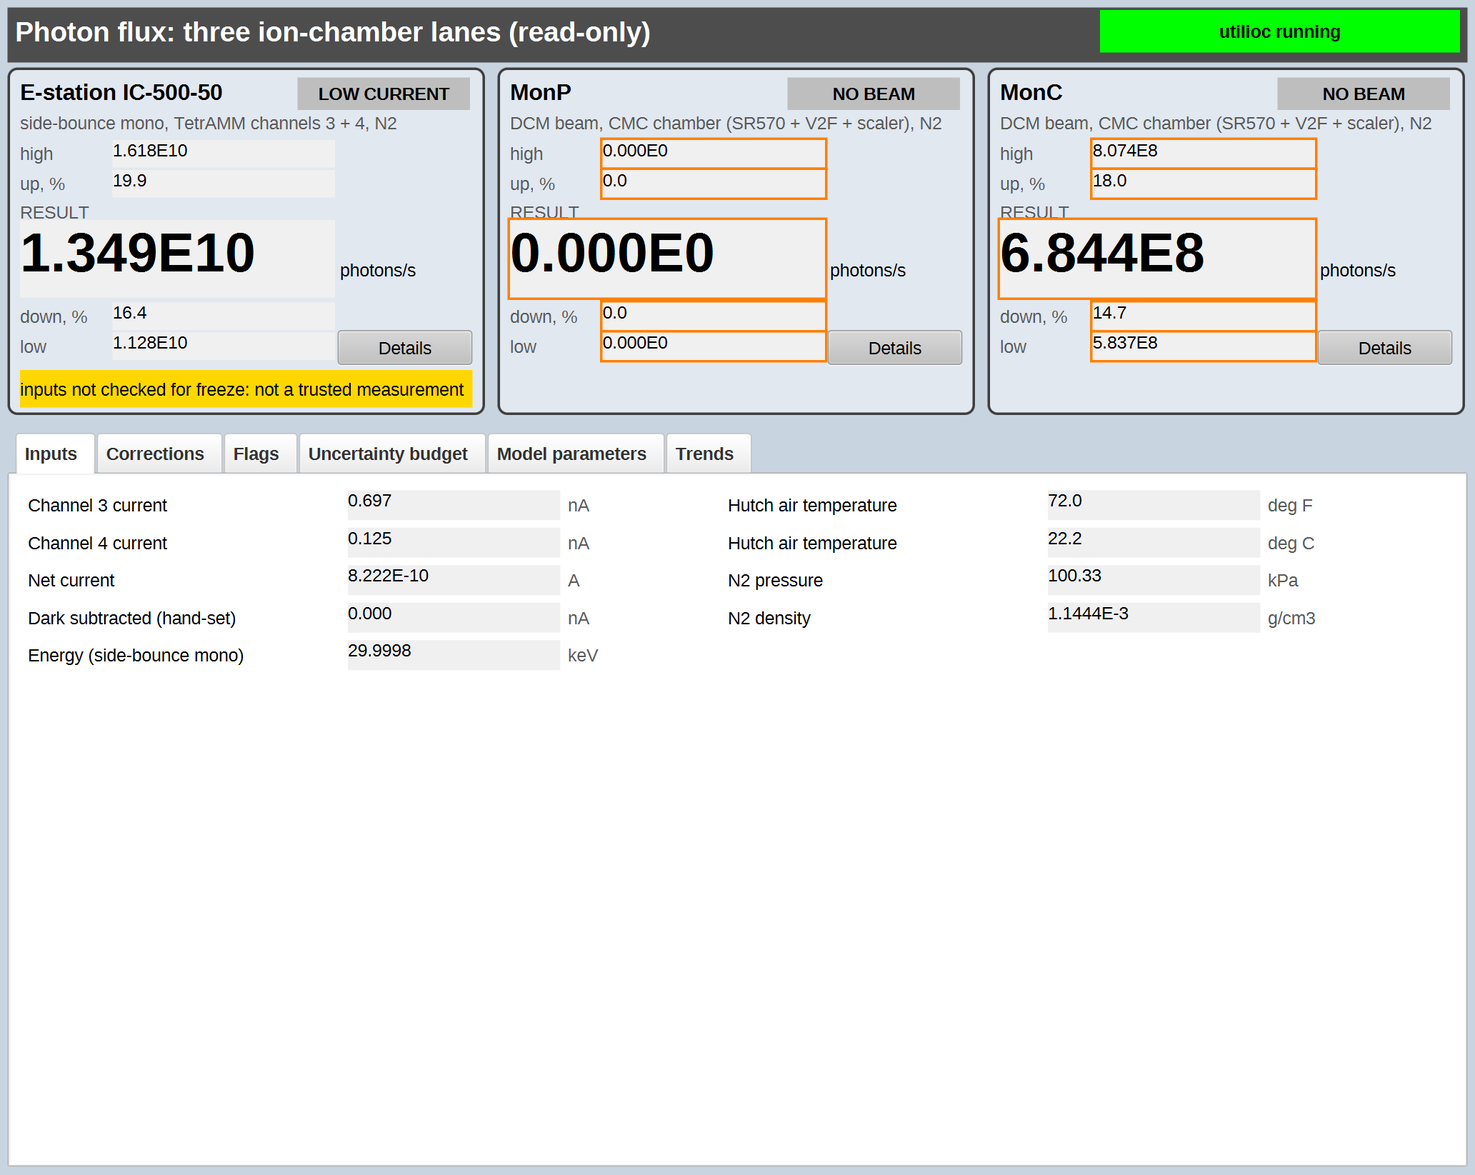 Photon flux: three ion-chamber lanes (read-only)
utilioc running
E-station IC-500-50
LOW CURRENT
side-bounce mono, TetrAMM channels 3 + 4, N2
high 1.618E10
up, % 19.9
RESULT
1.349E10 photons/s
down, % 16.4
low 1.128E10
Details
inputs not checked for freeze: not a trusted measurement
MonP
NO BEAM
DCM beam, CMC chamber (SR570 + V2F + scaler), N2
high 0.000E0
up, % 0.0
RESULT
0.000E0 photons/s
down, % 0.0
low 0.000E0
Details
MonC
NO BEAM
DCM beam, CMC chamber (SR570 + V2F + scaler), N2
high 8.074E8
up, % 18.0
RESULT
6.844E8 photons/s
down, % 14.7
low 5.837E8
Details
Inputs Corrections Flags Uncertainty budget Model parameters Trends
Channel 3 current 0.697 nA
Channel 4 current 0.125 nA
Net current 8.222E-10 A
Dark subtracted (hand-set) 0.000 nA
Energy (side-bounce mono) 29.9998 keV
Hutch air temperature 72.0 deg F
Hutch air temperature 22.2 deg C
N2 pressure 100.33 kPa
N2 density 1.1444E-3 g/cm3